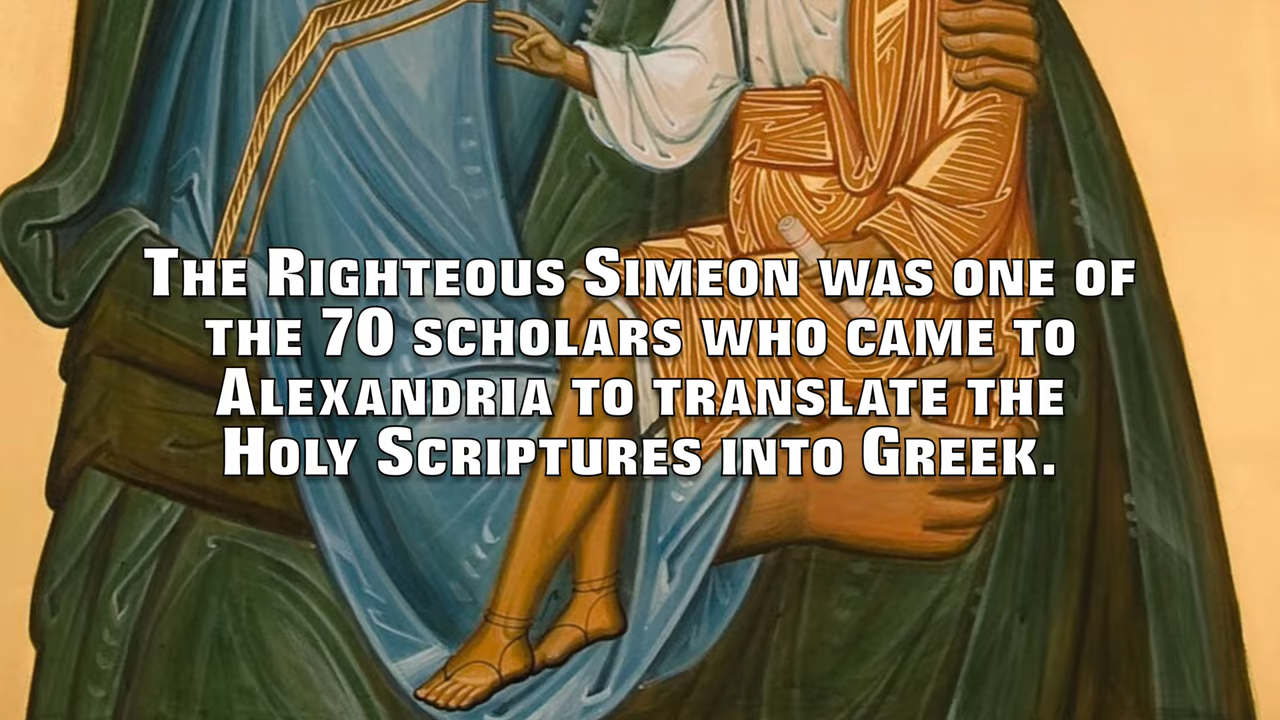 The Righteous Simeon was one of
the 70 scholars who came to
Alexandria to translate the
Holy Scriptures into Greek.